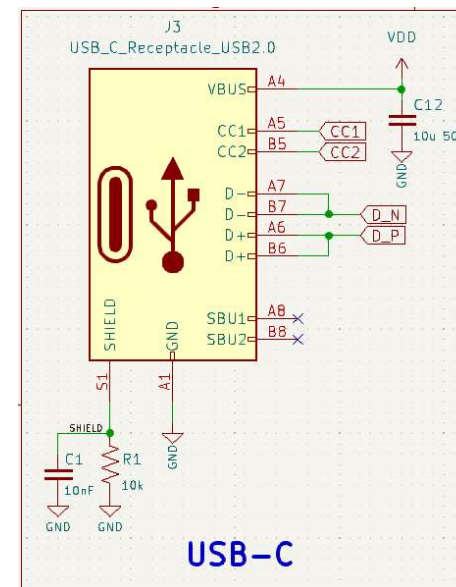 J3
USB_C_Receptacle_USB2.0
VDD
VBUS A4
C12
10u 50
GND
CC1 A5 CC1
CC2 B5 CC2
D- A7
D- B7 D_N
D+ A6 D_P
D+ B6
SBU1 A8
SBU2 B8
SHIELD
GND
S1
A1
SHIELD
C1
10nF
R1
10k
GND
GND
GND
USB-C